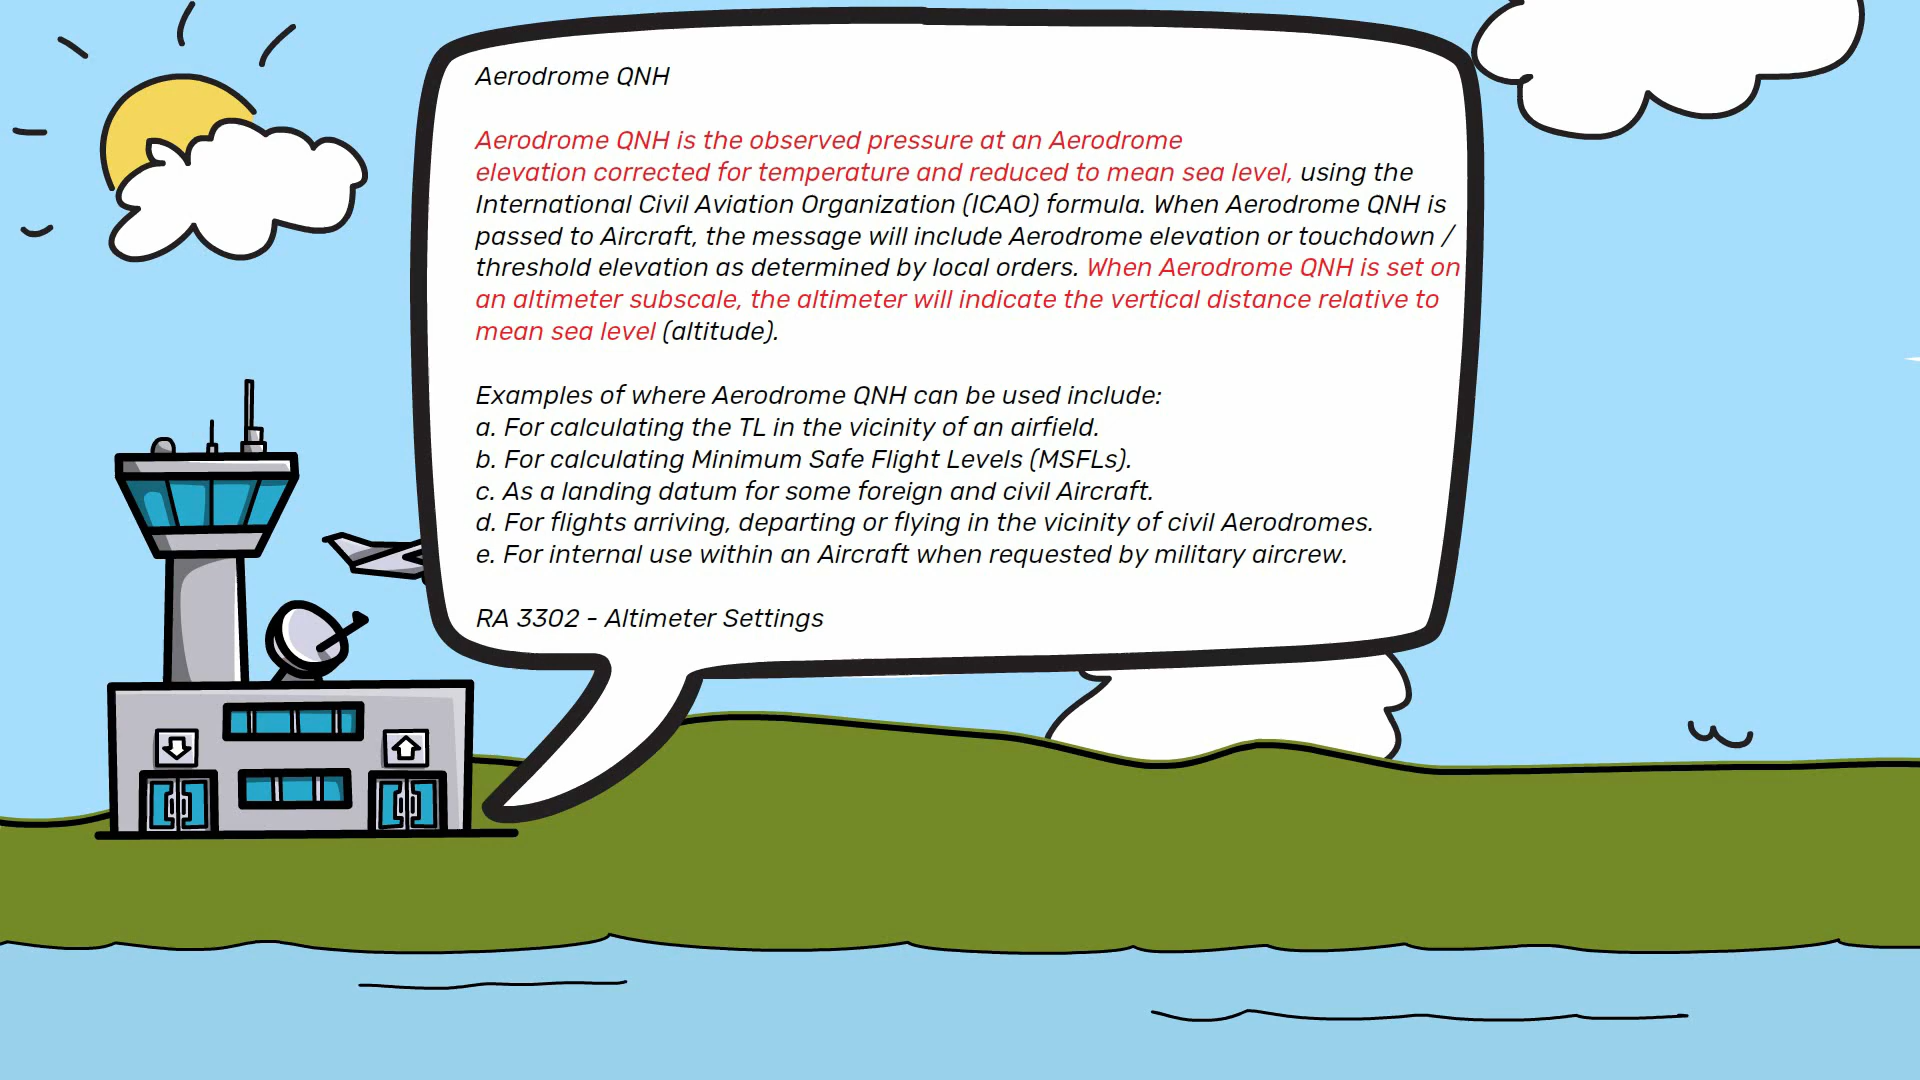 Aerodrome QNH
Aerodrome QNH is the observed pressure at an Aerodrome
elevation corrected for temperature and reduced to mean sea level, using the
International Civil Aviation Organization (ICAO) formula. When Aerodrome QNH is
passed to Aircraft, the message will include Aerodrome elevation or touchdown /
threshold elevation as determined by local orders. When Aerodrome QNH is set on
an altimeter subscale, the altimeter will indicate the vertical distance relative to
mean sea level (altitude).
Examples of where Aerodrome QNH can be used include:
a. For calculating the TL in the vicinity of an airfield.
b. For calculating Minimum Safe Flight Levels (MSFLs).
c. As a landing datum for some foreign and civil Aircraft.
d. For flights arriving, departing or flying in the vicinity of civil Aerodromes.
e. For internal use within an Aircraft when requested by military aircrew.
RA 3302 - Altimeter Settings